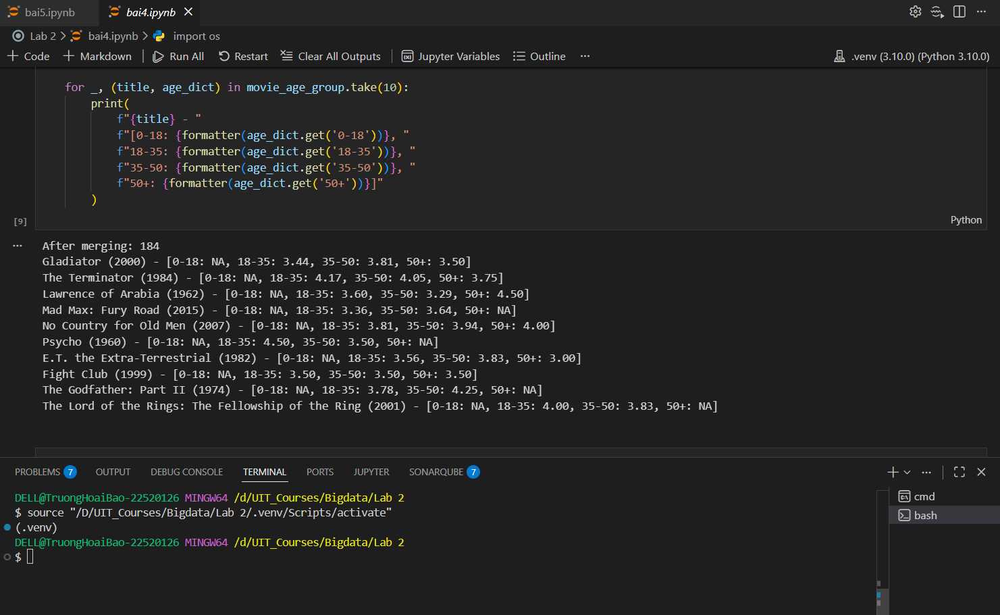 bai5.ipynb
bai4.ipynb
Lab 2 > bai4.ipynb > import os
Code Markdown Run All Restart Clear All Outputs Jupyter Variables Outline ... .venv (3.10.0) (Python 3.10.0)
for _, (title, age_dict) in movie_age_group.take(10):
print(
f"{title} - "
f"[0-18: {formatter(age_dict.get('0-18'))}, "
f"18-35: {formatter(age_dict.get('18-35'))}, "
f"35-50: {formatter(age_dict.get('35-50'))}, "
f"50+: {formatter(age_dict.get('50+'))}]"
)
[9]
Python
After merging: 184
Gladiator (2000) - [0-18: NA, 18-35: 3.44, 35-50: 3.81, 50+: 3.50]
The Terminator (1984) - [0-18: NA, 18-35: 4.17, 35-50: 4.05, 50+: 3.75]
Lawrence of Arabia (1962) - [0-18: NA, 18-35: 3.60, 35-50: 3.29, 50+: 4.50]
Mad Max: Fury Road (2015) - [0-18: NA, 18-35: 3.36, 35-50: 3.64, 50+: NA]
No Country for Old Men (2007) - [0-18: NA, 18-35: 3.81, 35-50: 3.94, 50+: 4.00]
Psycho (1960) - [0-18: NA, 18-35: 4.50, 35-50: 3.50, 50+: NA]
E.T. the Extra-Terrestrial (1982) - [0-18: NA, 18-35: 3.56, 35-50: 3.83, 50+: 3.00]
Fight Club (1999) - [0-18: NA, 18-35: 3.50, 35-50: 3.50, 50+: 3.50]
The Godfather: Part II (1974) - [0-18: NA, 18-35: 3.78, 35-50: 4.25, 50+: NA]
The Lord of the Rings: The Fellowship of the Ring (2001) - [0-18: NA, 18-35: 4.00, 35-50: 3.83, 50+: NA]
PROBLEMS 7 OUTPUT DEBUG CONSOLE TERMINAL PORTS JUPYTER SONARQUBE 7
DELL@TruongHoaiBao-22520126 MINGW64 /d/UIT_Courses/Bigdata/Lab 2
$ source "/D/UIT_Courses/Bigdata/Lab 2/.venv/Scripts/activate"
(.venv)
DELL@TruongHoaiBao-22520126 MINGW64 /d/UIT_Courses/Bigdata/Lab 2
$
cmd
bash